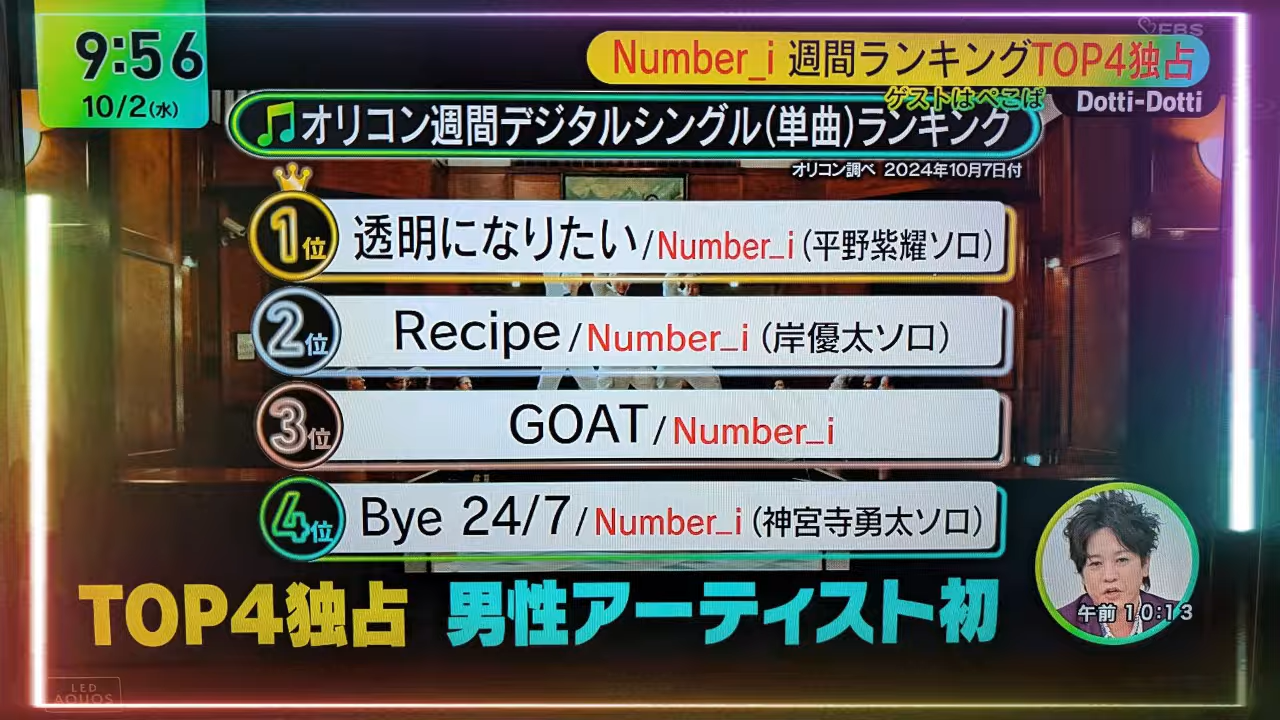 9:56
10/2(水)
FBS
Number_i 週間ランキングTOP4独占
ゲストはぺこぱ
Dotti-Dotti
オリコン週間デジタルシングル(単曲)ランキング
オリコン調べ 2024年10月7日付
1位 透明になりたい/Number_i(平野紫耀ソロ)
2位 Recipe/Number_i(岸優太ソロ)
3位 GOAT/Number_i
4位 Bye 24/7/Number_i(神宮寺勇太ソロ)
TOP4独占 男性アーティスト初
午前 10:13
LED
AQUOS